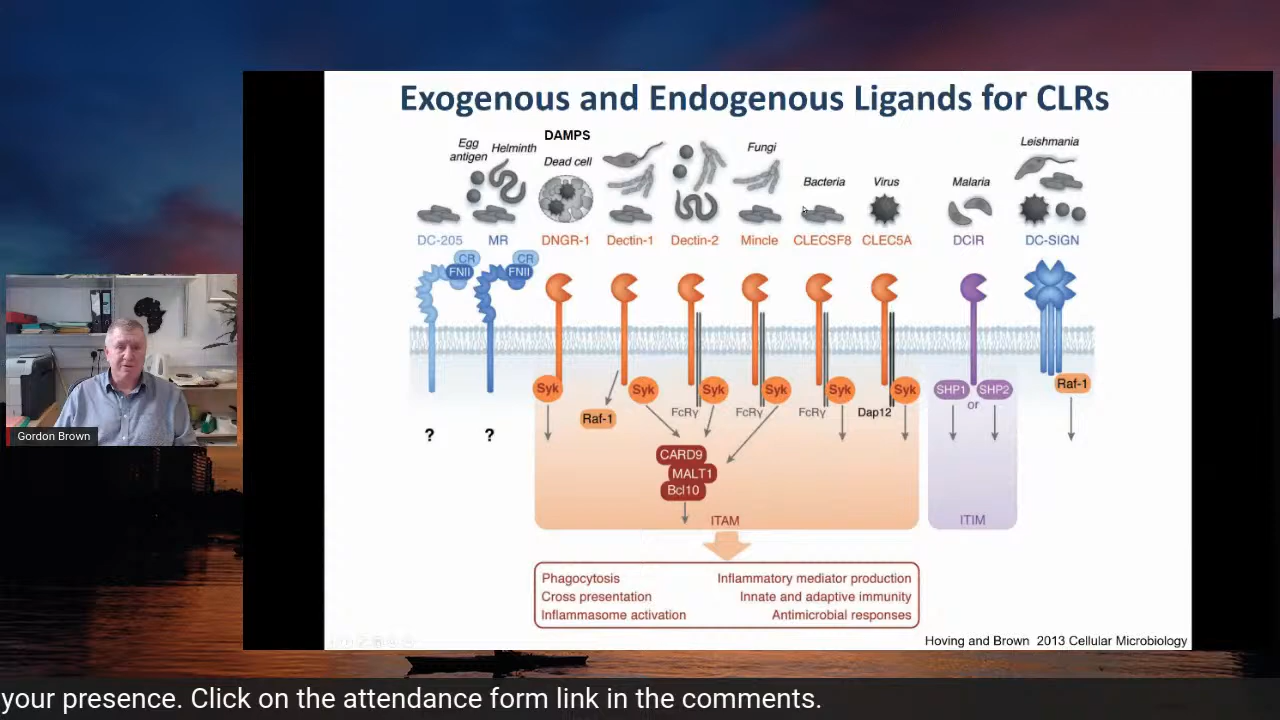 Exogenous and Endogenous Ligands for CLRs
DAMPS
Egg
antigen
Helminth
Dead cell
Fungi
Bacteria
Virus
Malaria
Leishmania
DC-205
MR
DNGR-1
Dectin-1
Dectin-2
Mincle
CLECSF8
CLEC5A
DCIR
DC-SIGN
CR
FNII
CR
FNII
Syk
Syk
Syk
Syk
Syk
Syk
SHP1
SHP2
or
Raf-1
Raf-1
FcRγ
FcRγ
FcRγ
Dap12
?
?
CARD9
MALT1
Bcl10
ITAM
ITIM
Phagocytosis
Cross presentation
Inflammasome activation
Inflammatory mediator production
Innate and adaptive immunity
Antimicrobial responses
Hoving and Brown 2013 Cellular Microbiology
Gordon Brown
your presence. Click on the attendance form link in the comments.